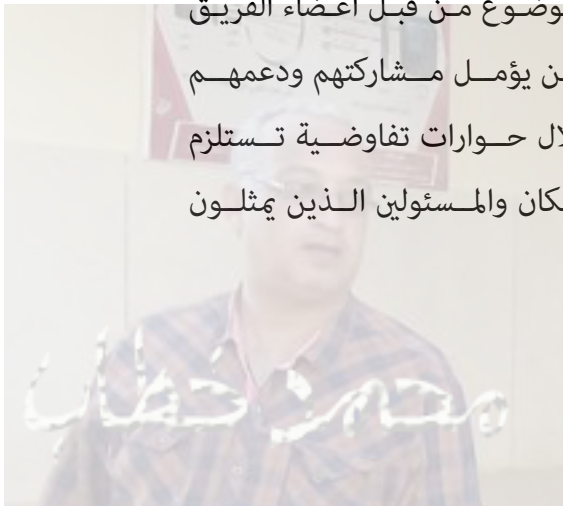 وضوع من قبل أعضاء الفريق
ن يؤمل مشاركتهم ودعمهم
لال حوارات تفاوضية تستلزم
كان والمسئولين الذين يمثلون
محمد خطاب